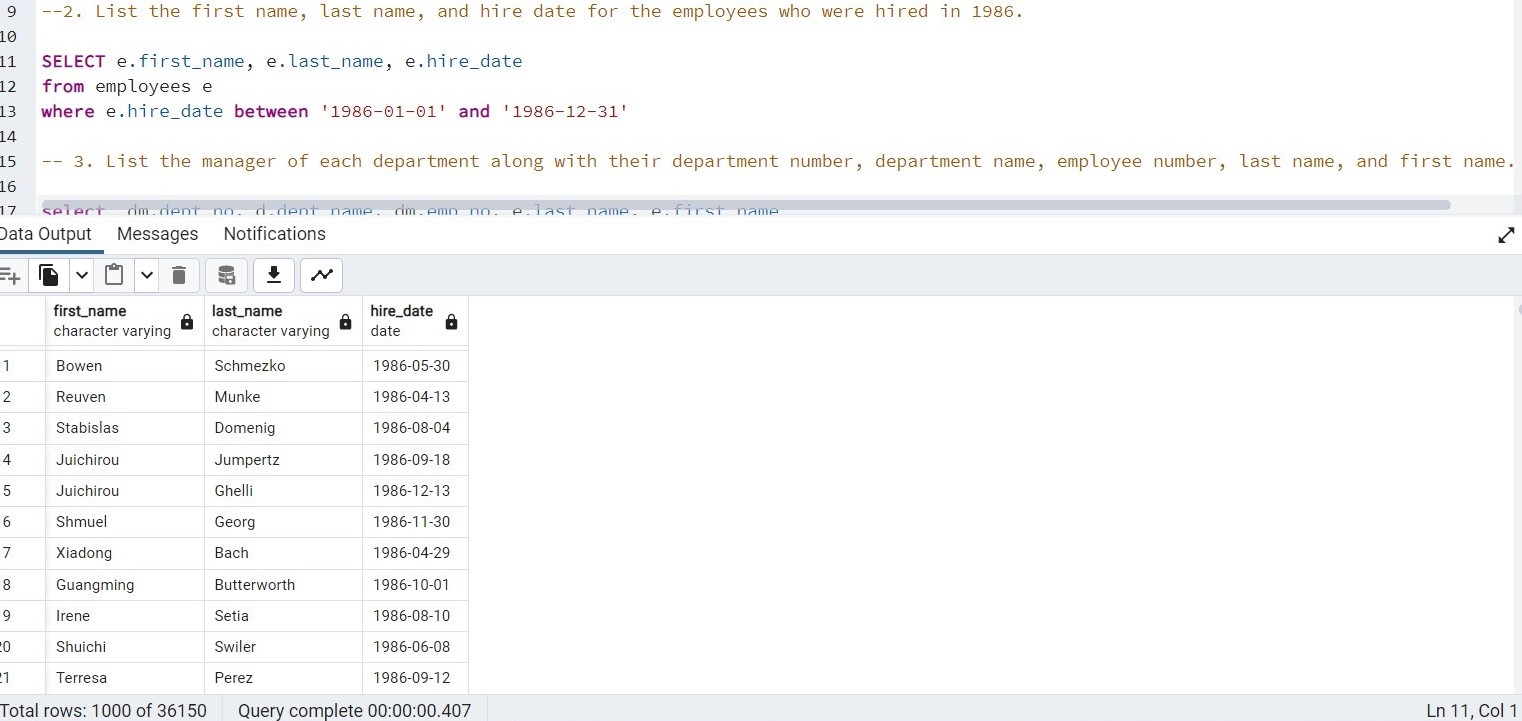 9 --2. List the first name, last name, and hire date for the employees who were hired in 1986.
10
11 SELECT e.first_name, e.last_name, e.hire_date
12 from employees e
13 where e.hire_date between '1986-01-01' and '1986-12-31'
14
15 -- 3. List the manager of each department along with their department number, department name, employee number, last name, and first name.
16
17 select dm.dept_no, d.dept_name, dm.emp_no, e.last_name, e.first_name
Data Output Messages Notifications
first_name last_name hire_date
character varying character varying date
1 Bowen Schmezko 1986-05-30
2 Reuven Munke 1986-04-13
3 Stabislas Domenig 1986-08-04
4 Juichirou Jumpertz 1986-09-18
5 Juichirou Ghelli 1986-12-13
6 Shmuel Georg 1986-11-30
7 Xiadong Bach 1986-04-29
8 Guangming Butterworth 1986-10-01
9 Irene Setia 1986-08-10
20 Shuichi Swiler 1986-06-08
21 Terresa Perez 1986-09-12
Total rows: 1000 of 36150 Query complete 00:00:00.407 Ln 11, Col 1